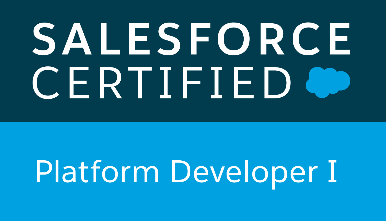 SALESFORCE
CERTIFIED
Platform Developer I